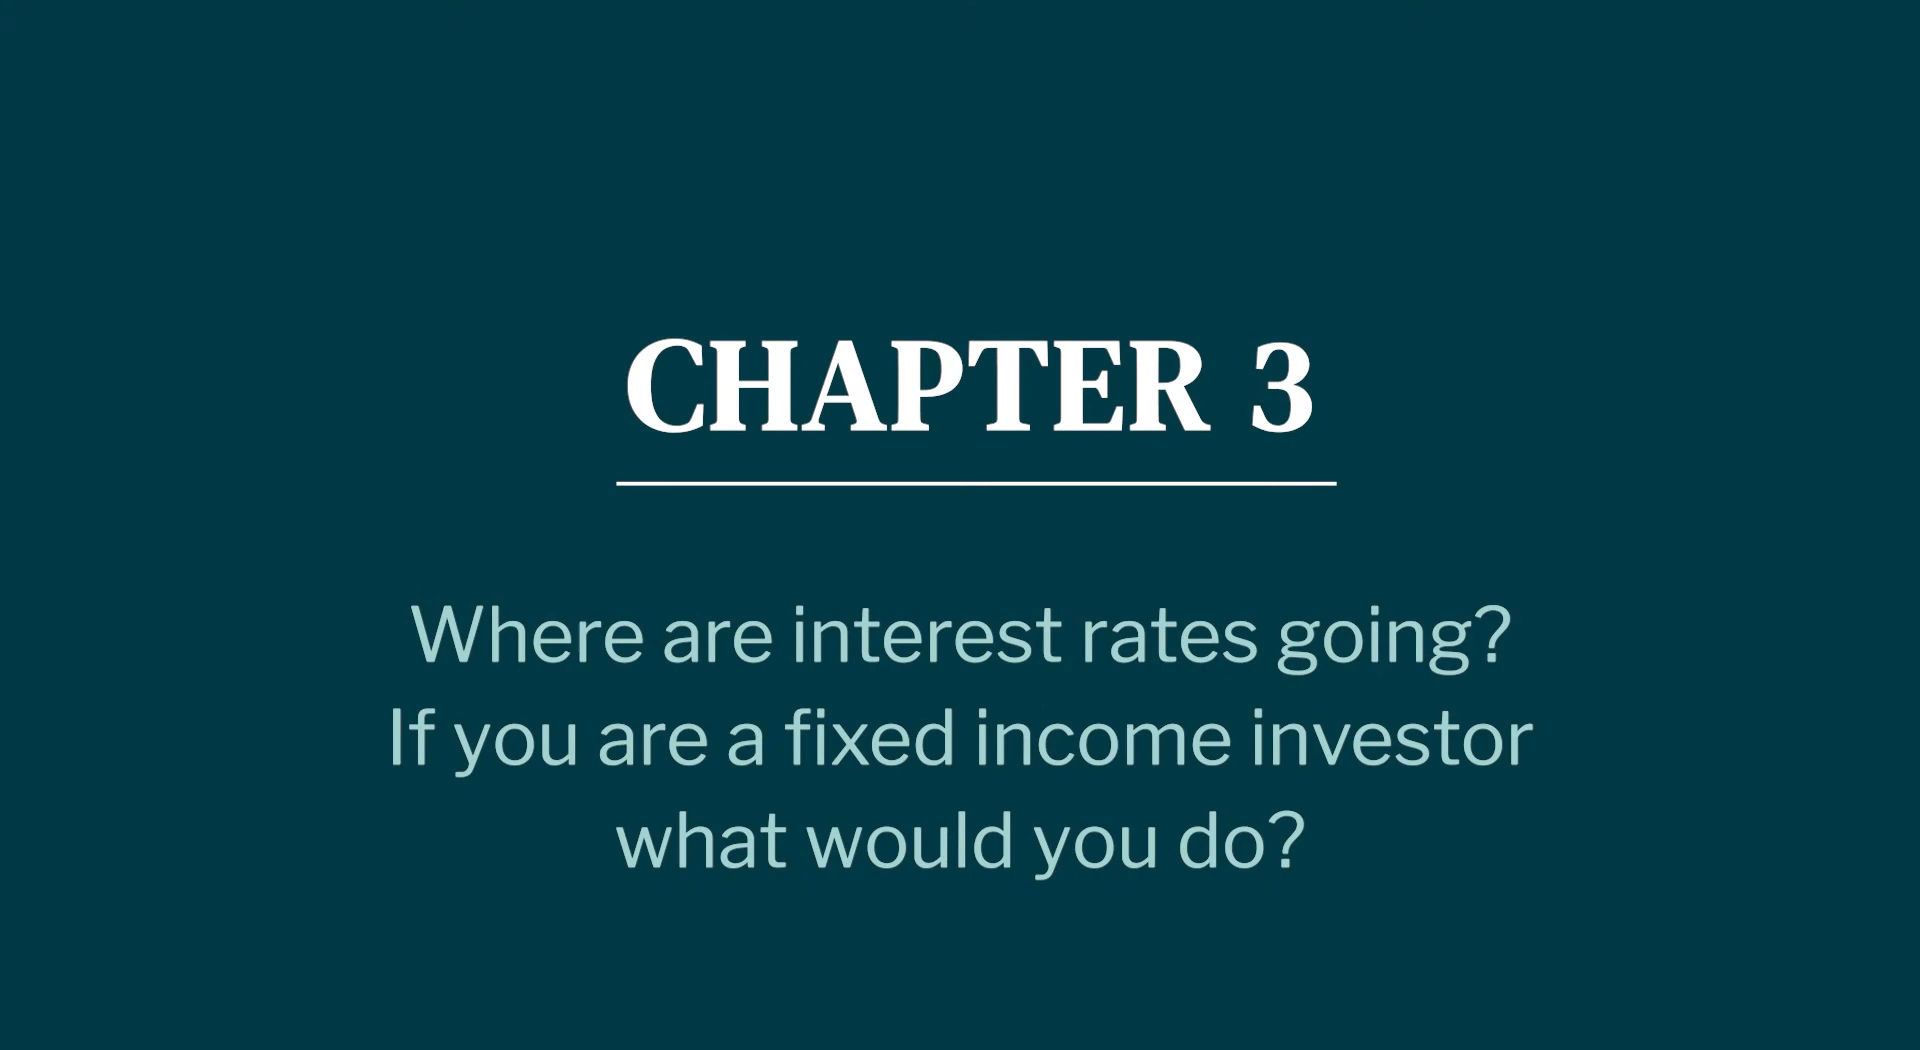 CHAPTER 3
Where are interest rates going?
If you are a fixed income investor
what would you do?